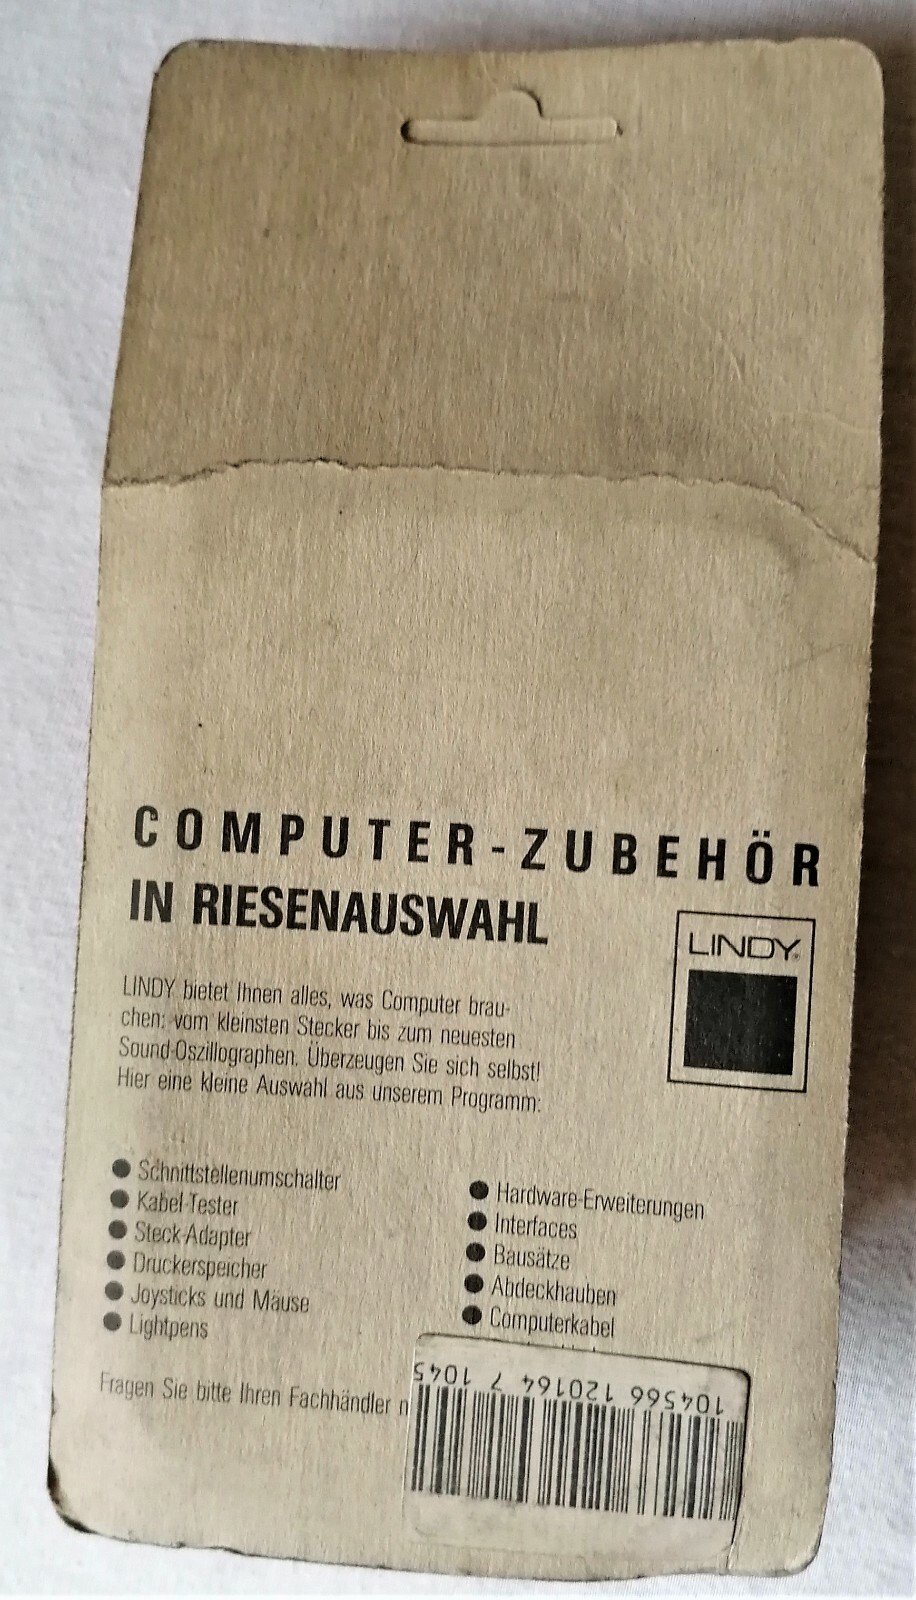 COMPUTER-ZUBEHÖR
IN RIESENAUSWAHL
LINDY®
LINDY bietet Ihnen alles, was Computer brau-
chen: vom kleinsten Stecker bis zum neuesten
Sound-Oszillographen. Überzeugen Sie sich selbst!
Hier eine kleine Auswahl aus unserem Programm:
● Schnittstellenumschalter
● Kabel-Tester
● Steck-Adapter
● Druckerspeicher
● Joysticks und Mäuse
● Lightpens
● Hardware-Erweiterungen
● Interfaces
● Bausätze
● Abdeckhauben
● Computerkabel
Fragen Sie bitte Ihren Fachhändler
104566 120164 7 1045